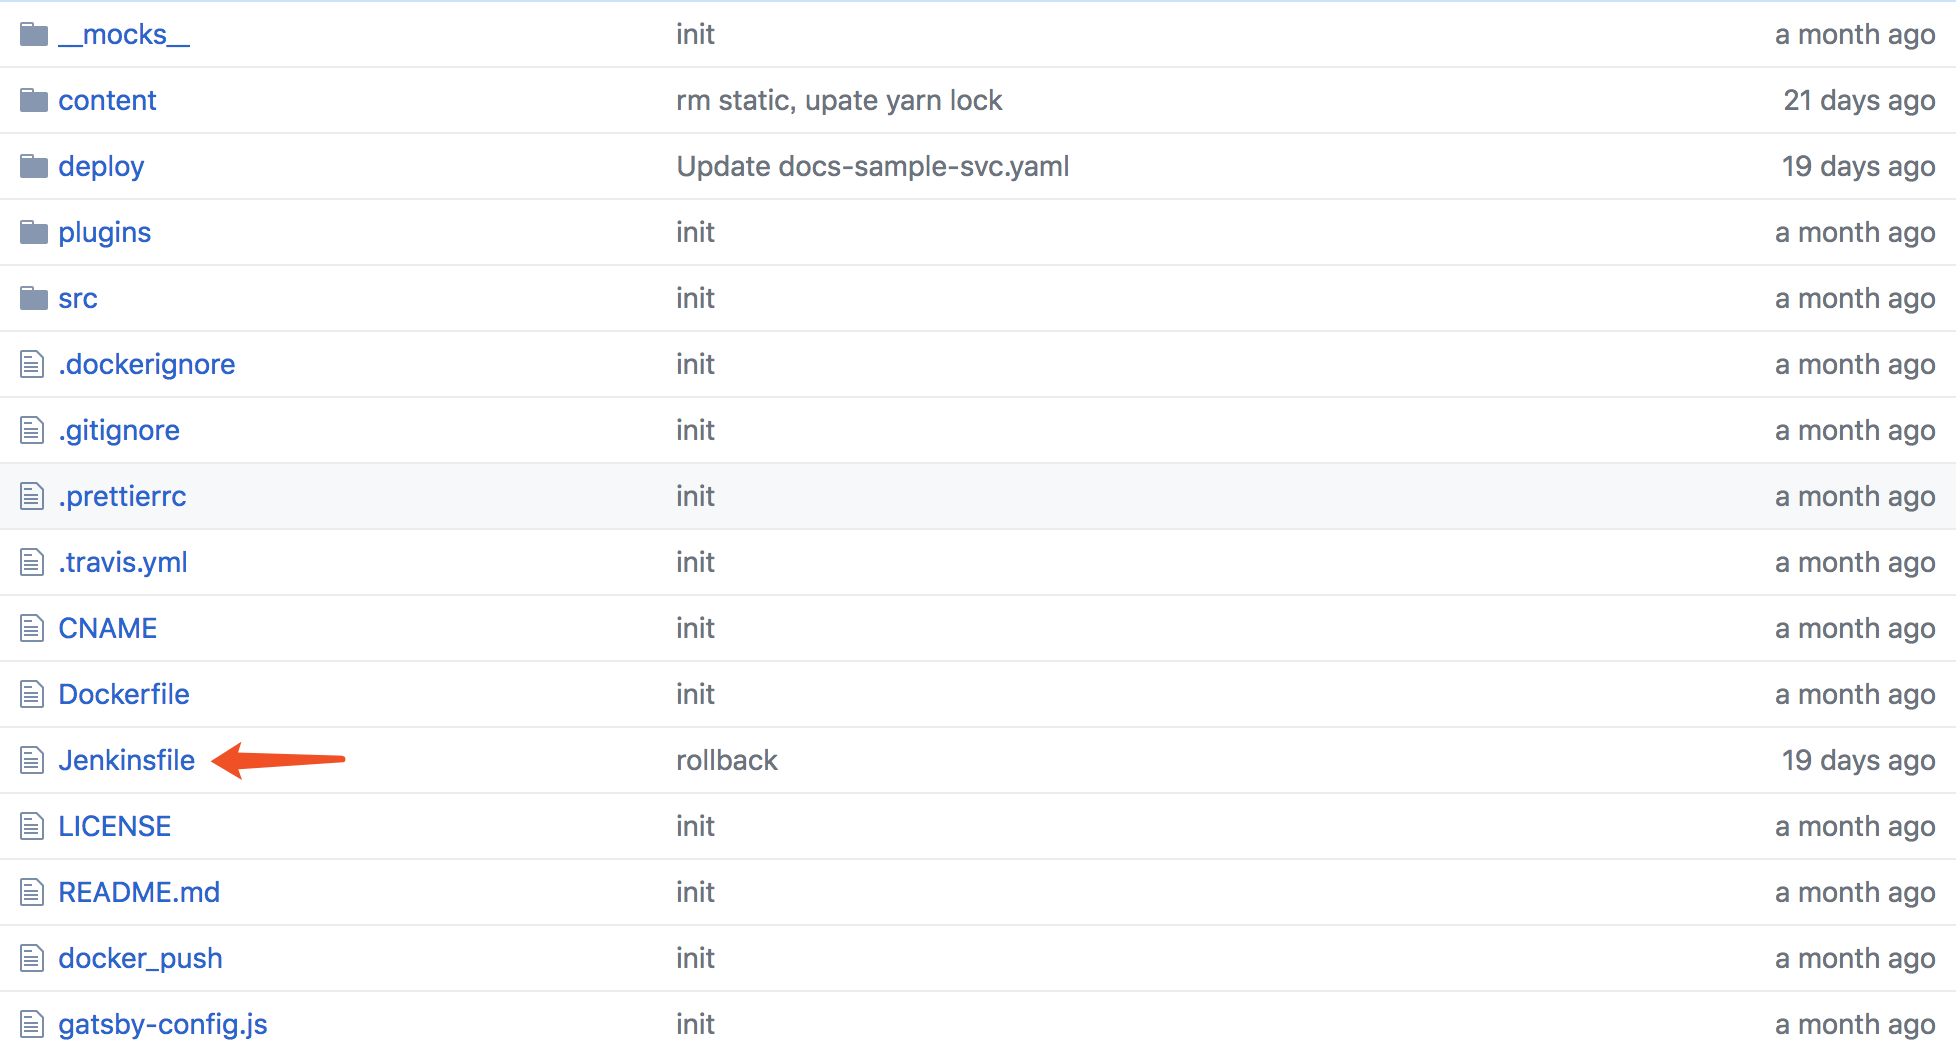 __mocks__ init a month ago
content rm static, upate yarn lock 21 days ago
deploy Update docs-sample-svc.yaml 19 days ago
plugins init a month ago
src init a month ago
.dockerignore init a month ago
.gitignore init a month ago
.prettierrc init a month ago
.travis.yml init a month ago
CNAME init a month ago
Dockerfile init a month ago
Jenkinsfile rollback 19 days ago
LICENSE init a month ago
README.md init a month ago
docker_push init a month ago
gatsby-config.js init a month ago